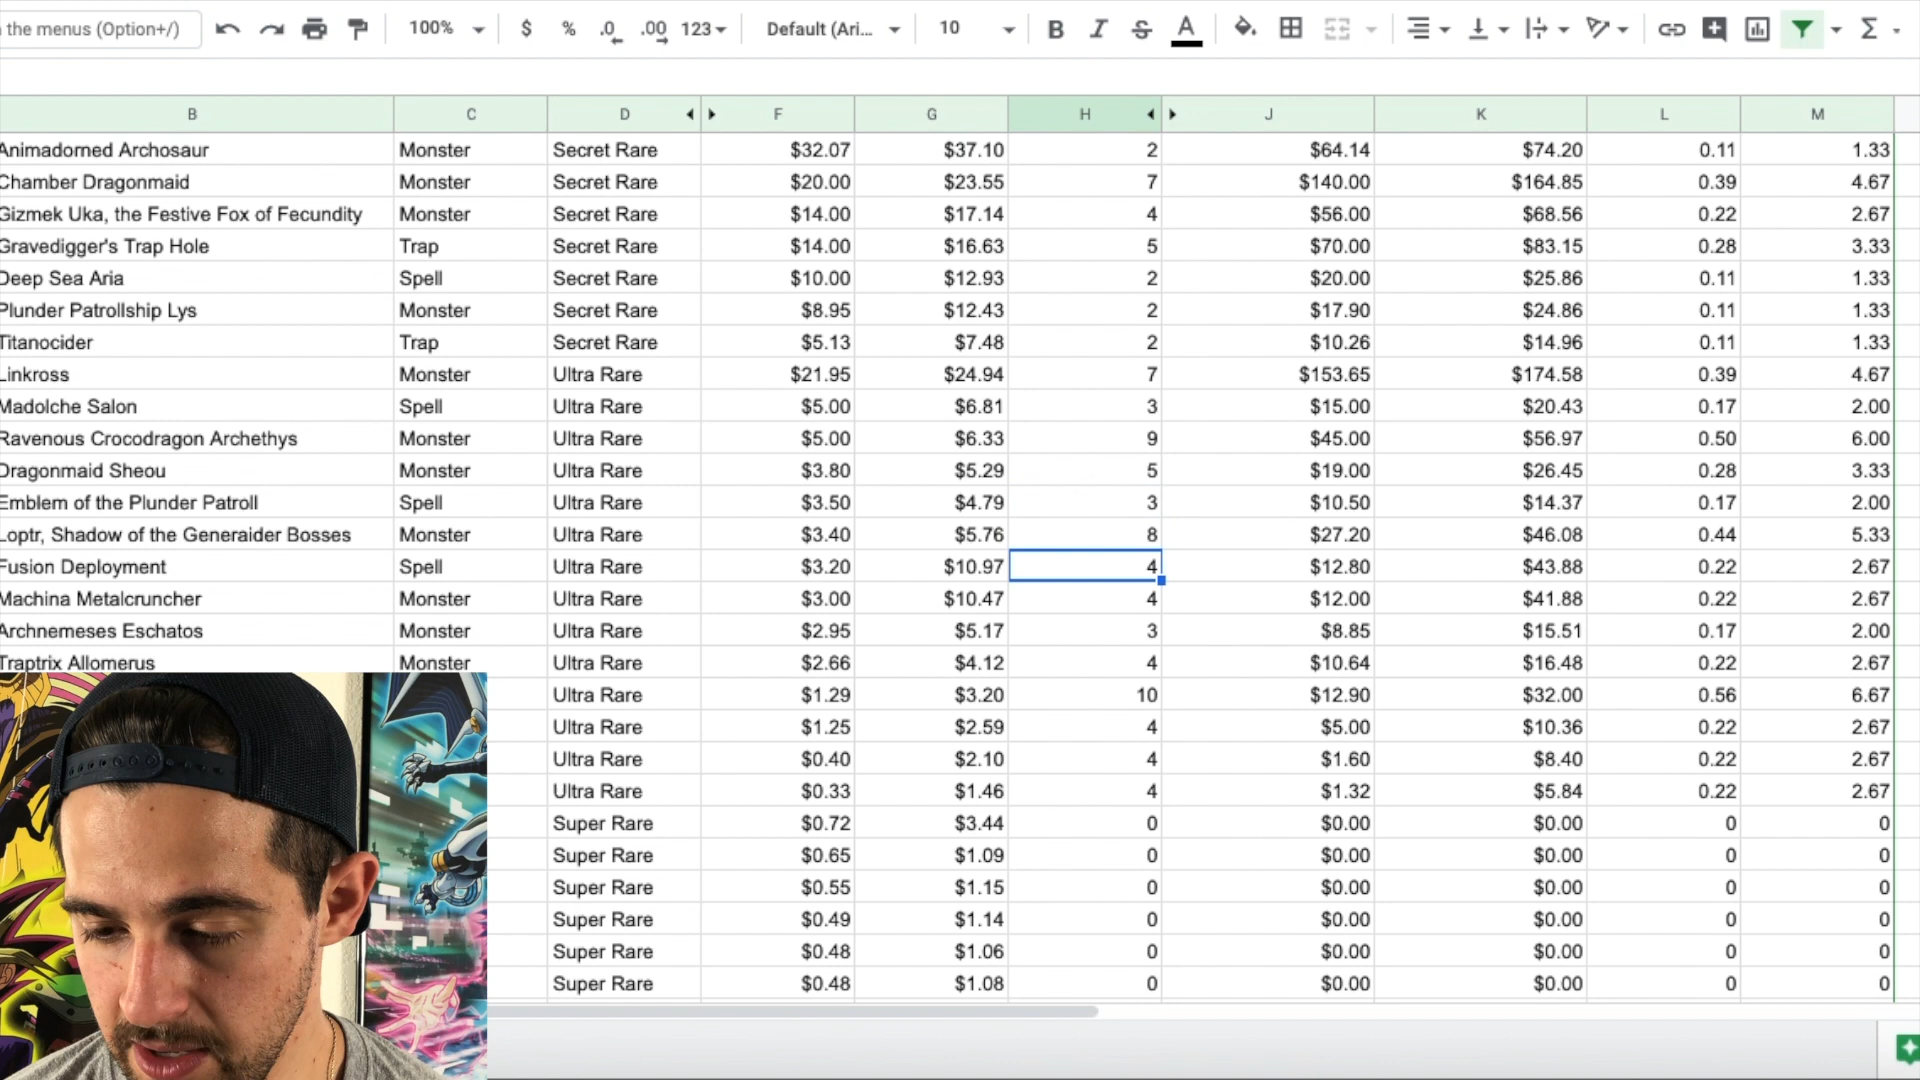 the menus (Option+/) 100% $ % .0 .00 123 Default (Ari... 10 B I S A Σ
B C D F G H J K L M
Animadorned Archosaur Monster Secret Rare $32.07 $37.10 2 $64.14 $74.20 0.11 1.33
Chamber Dragonmaid Monster Secret Rare $20.00 $23.55 7 $140.00 $164.85 0.39 4.67
Gizmek Uka, the Festive Fox of Fecundity Monster Secret Rare $14.00 $17.14 4 $56.00 $68.56 0.22 2.67
Gravedigger's Trap Hole Trap Secret Rare $14.00 $16.63 5 $70.00 $83.15 0.28 3.33
Deep Sea Aria Spell Secret Rare $10.00 $12.93 2 $20.00 $25.86 0.11 1.33
Plunder Patrollship Lys Monster Secret Rare $8.95 $12.43 2 $17.90 $24.86 0.11 1.33
Titanocider Trap Secret Rare $5.13 $7.48 2 $10.26 $14.96 0.11 1.33
Linkross Monster Ultra Rare $21.95 $24.94 7 $153.65 $174.58 0.39 4.67
Madolche Salon Spell Ultra Rare $5.00 $6.81 3 $15.00 $20.43 0.17 2.00
Ravenous Crocodragon Archethys Monster Ultra Rare $5.00 $6.33 9 $45.00 $56.97 0.50 6.00
Dragonmaid Sheou Monster Ultra Rare $3.80 $5.29 5 $19.00 $26.45 0.28 3.33
Emblem of the Plunder Patroll Spell Ultra Rare $3.50 $4.79 3 $10.50 $14.37 0.17 2.00
Loptr, Shadow of the Generaider Bosses Monster Ultra Rare $3.40 $5.76 8 $27.20 $46.08 0.44 5.33
Fusion Deployment Spell Ultra Rare $3.20 $10.97 4 $12.80 $43.88 0.22 2.67
Machina Metalcruncher Monster Ultra Rare $3.00 $10.47 4 $12.00 $41.88 0.22 2.67
Archnemeses Eschatos Monster Ultra Rare $2.95 $5.17 3 $8.85 $15.51 0.17 2.00
Traptrix Allomerus Monster Ultra Rare $2.66 $4.12 4 $10.64 $16.48 0.22 2.67
Ultra Rare $1.29 $3.20 10 $12.90 $32.00 0.56 6.67
Ultra Rare $1.25 $2.59 4 $5.00 $10.36 0.22 2.67
Ultra Rare $0.40 $2.10 4 $1.60 $8.40 0.22 2.67
Ultra Rare $0.33 $1.46 4 $1.32 $5.84 0.22 2.67
Super Rare $0.72 $3.44 0 $0.00 $0.00 0 0
Super Rare $0.65 $1.09 0 $0.00 $0.00 0 0
Super Rare $0.55 $1.15 0 $0.00 $0.00 0 0
Super Rare $0.49 $1.14 0 $0.00 $0.00 0 0
Super Rare $0.48 $1.06 0 $0.00 $0.00 0 0
Super Rare $0.48 $1.08 0 $0.00 $0.00 0 0